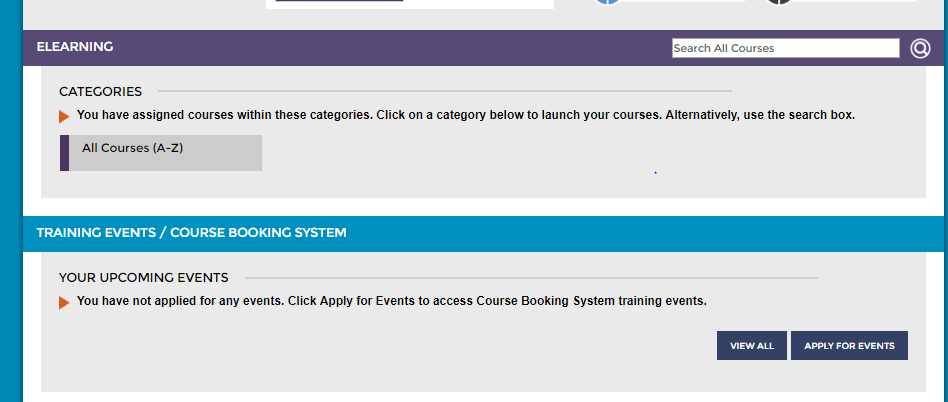 ELEARNING
Search All Courses
CATEGORIES
You have assigned courses within these categories. Click on a category below to launch your courses. Alternatively, use the search box.
All Courses (A-Z)
TRAINING EVENTS / COURSE BOOKING SYSTEM
YOUR UPCOMING EVENTS
You have not applied for any events. Click Apply for Events to access Course Booking System training events.
VIEW ALL
APPLY FOR EVENTS